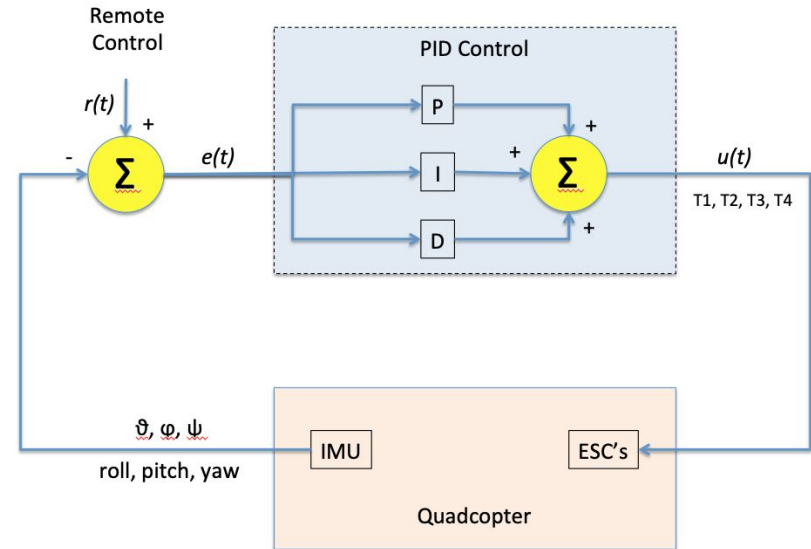 Remote
Control
PID Control
r(t)
+
P
+
-
Σ
e(t)
+
I
Σ
u(t)
T1, T2, T3, T4
+
D
ϑ, φ, ψ
IMU
ESC's
roll, pitch, yaw
Quadcopter